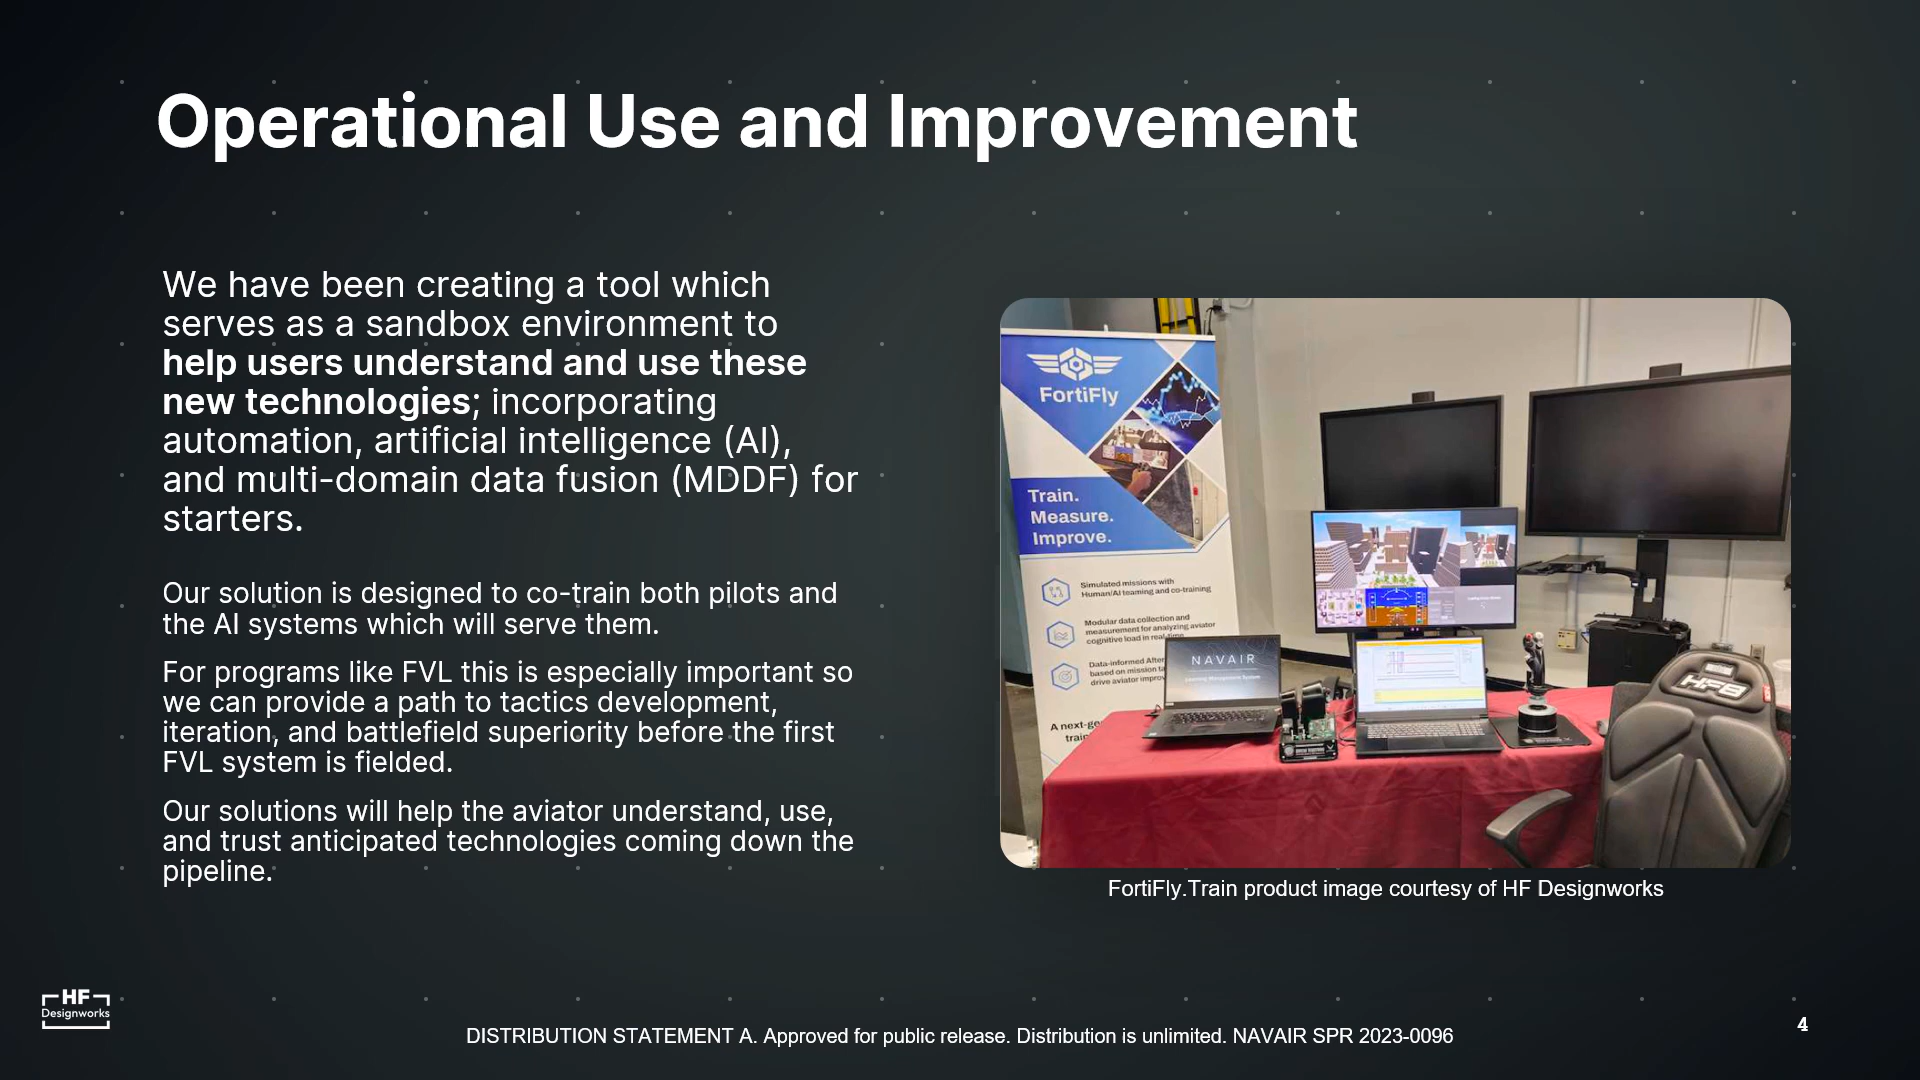 Operational Use and Improvement
We have been creating a tool which
serves as a sandbox environment to
help users understand and use these
new technologies; incorporating
automation, artificial intelligence (AI),
and multi-domain data fusion (MDDF) for
starters.
Our solution is designed to co-train both pilots and
the AI systems which will serve them.
For programs like FVL this is especially important so
we can provide a path to tactics development,
iteration, and battlefield superiority before the first
FVL system is fielded.
Our solutions will help the aviator understand, use,
and trust anticipated technologies coming down the
pipeline.
FortiFly
Train.
Measure.
Improve.
Simulated missions with
Human/AI teaming and co-training
Modular data collection and
measurement for analyzing aviator
cognitive load in real-time
Data-informed After
based on mission ta
drive aviator improv
A next-ge
train
NAVAIR
HF8
FortiFly.Train product image courtesy of HF Designworks
HF
Designworks
DISTRIBUTION STATEMENT A. Approved for public release. Distribution is unlimited. NAVAIR SPR 2023-0096
4